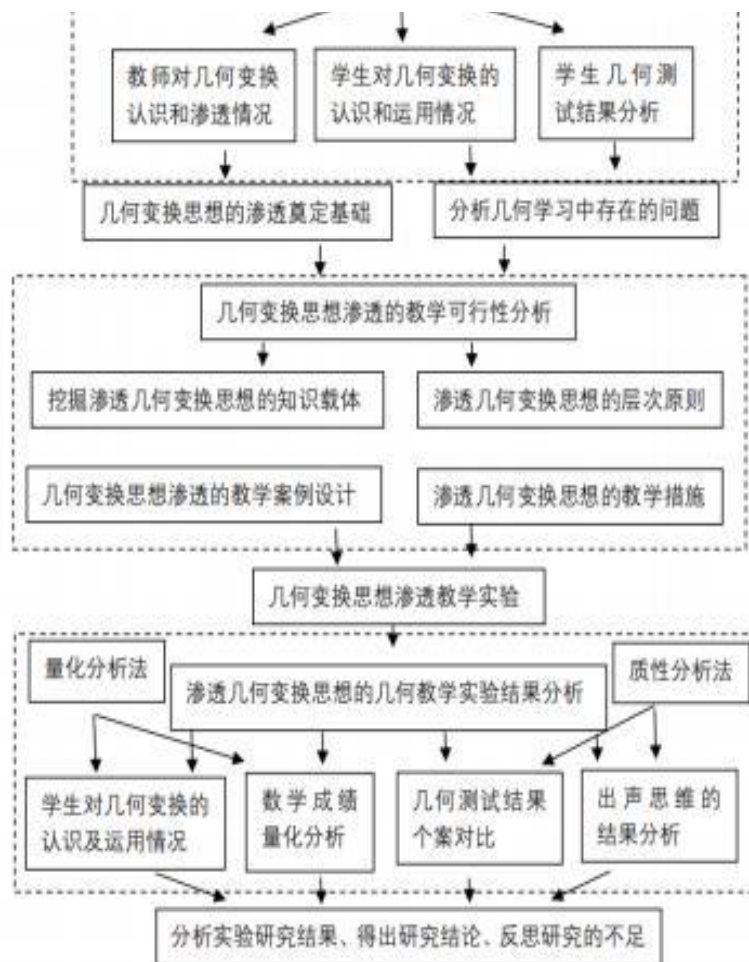 教师对几何变换
认识和渗透情况
学生对几何变换的
认识和运用情况
学生几何测
试结果分析
几何变换思想的渗透奠定基础
分析几何学习中存在的问题
几何变换思想渗透的教学可行性分析
挖掘渗透几何变换思想的知识载体
渗透几何变换思想的层次原则
几何变换思想渗透的教学案例设计
渗透几何变换思想的教学措施
几何变换思想渗透教学实验
量化分析法
渗透几何变换思想的几何教学实验结果分析
质性分析法
学生对几何变换的
认识及运用情况
数学成绩
量化分析
几何测试结果
个案对比
出声思维的
结果分析
分析实验研究结果、得出研究结论、反思研究的不足